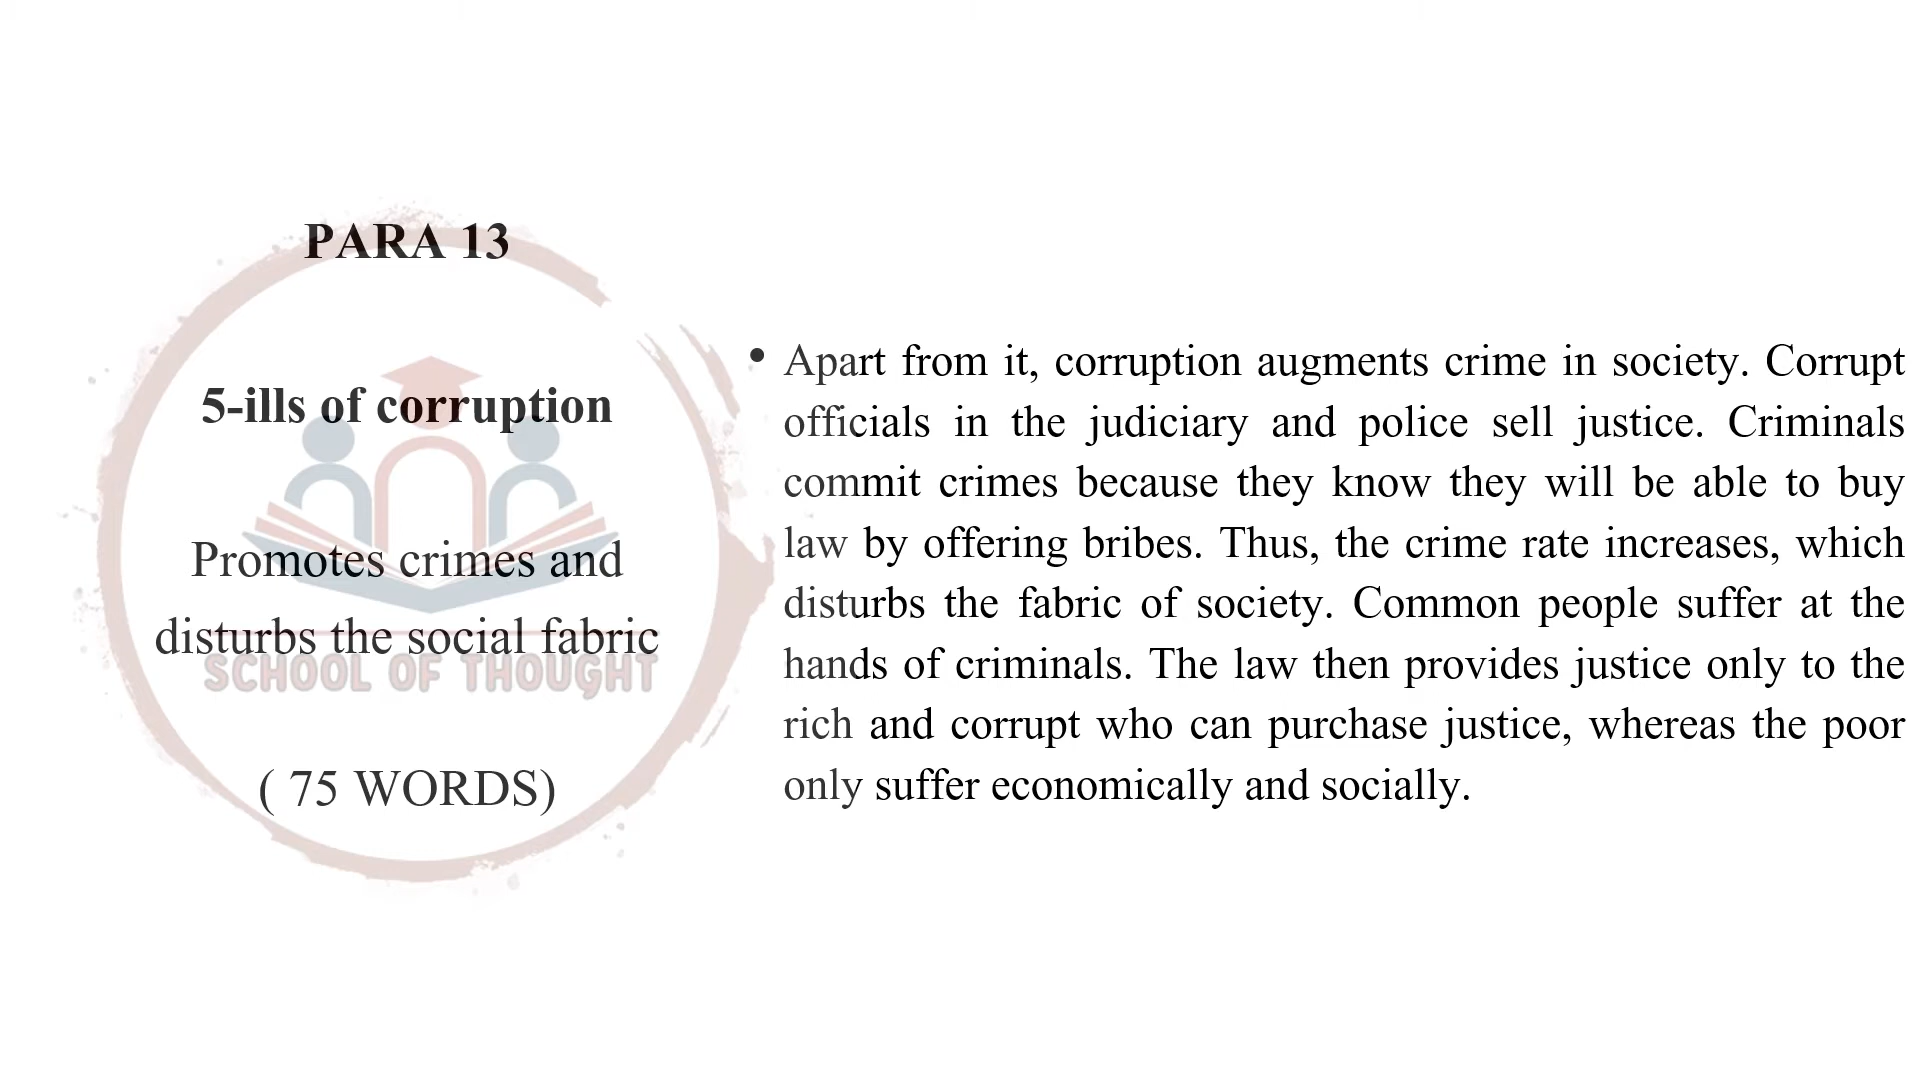 PARA 13
5-ills of corruption
Promotes crimes and
disturbs the social fabric
SCHOOL OF THOUGHT
( 75 WORDS)
• Apart from it, corruption augments crime in society. Corrupt
officials in the judiciary and police sell justice. Criminals
commit crimes because they know they will be able to buy
law by offering bribes. Thus, the crime rate increases, which
disturbs the fabric of society. Common people suffer at the
hands of criminals. The law then provides justice only to the
rich and corrupt who can purchase justice, whereas the poor
only suffer economically and socially.